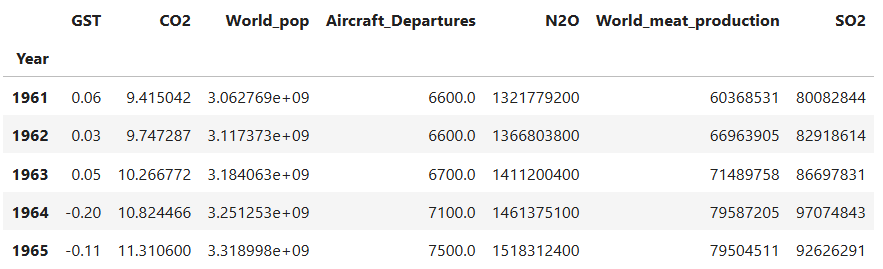 GST CO2 World_pop Aircraft_Departures N2O World_meat_production SO2
Year
1961 0.06 9.415042 3.062769e+09 6600.0 1321779200 60368531 80082844
1962 0.03 9.747287 3.117373e+09 6600.0 1366803800 66963905 82918614
1963 0.05 10.266772 3.184063e+09 6700.0 1411200400 71489758 86697831
1964 -0.20 10.824466 3.251253e+09 7100.0 1461375100 79587205 97074843
1965 -0.11 11.310600 3.318998e+09 7500.0 1518312400 79504511 92626291